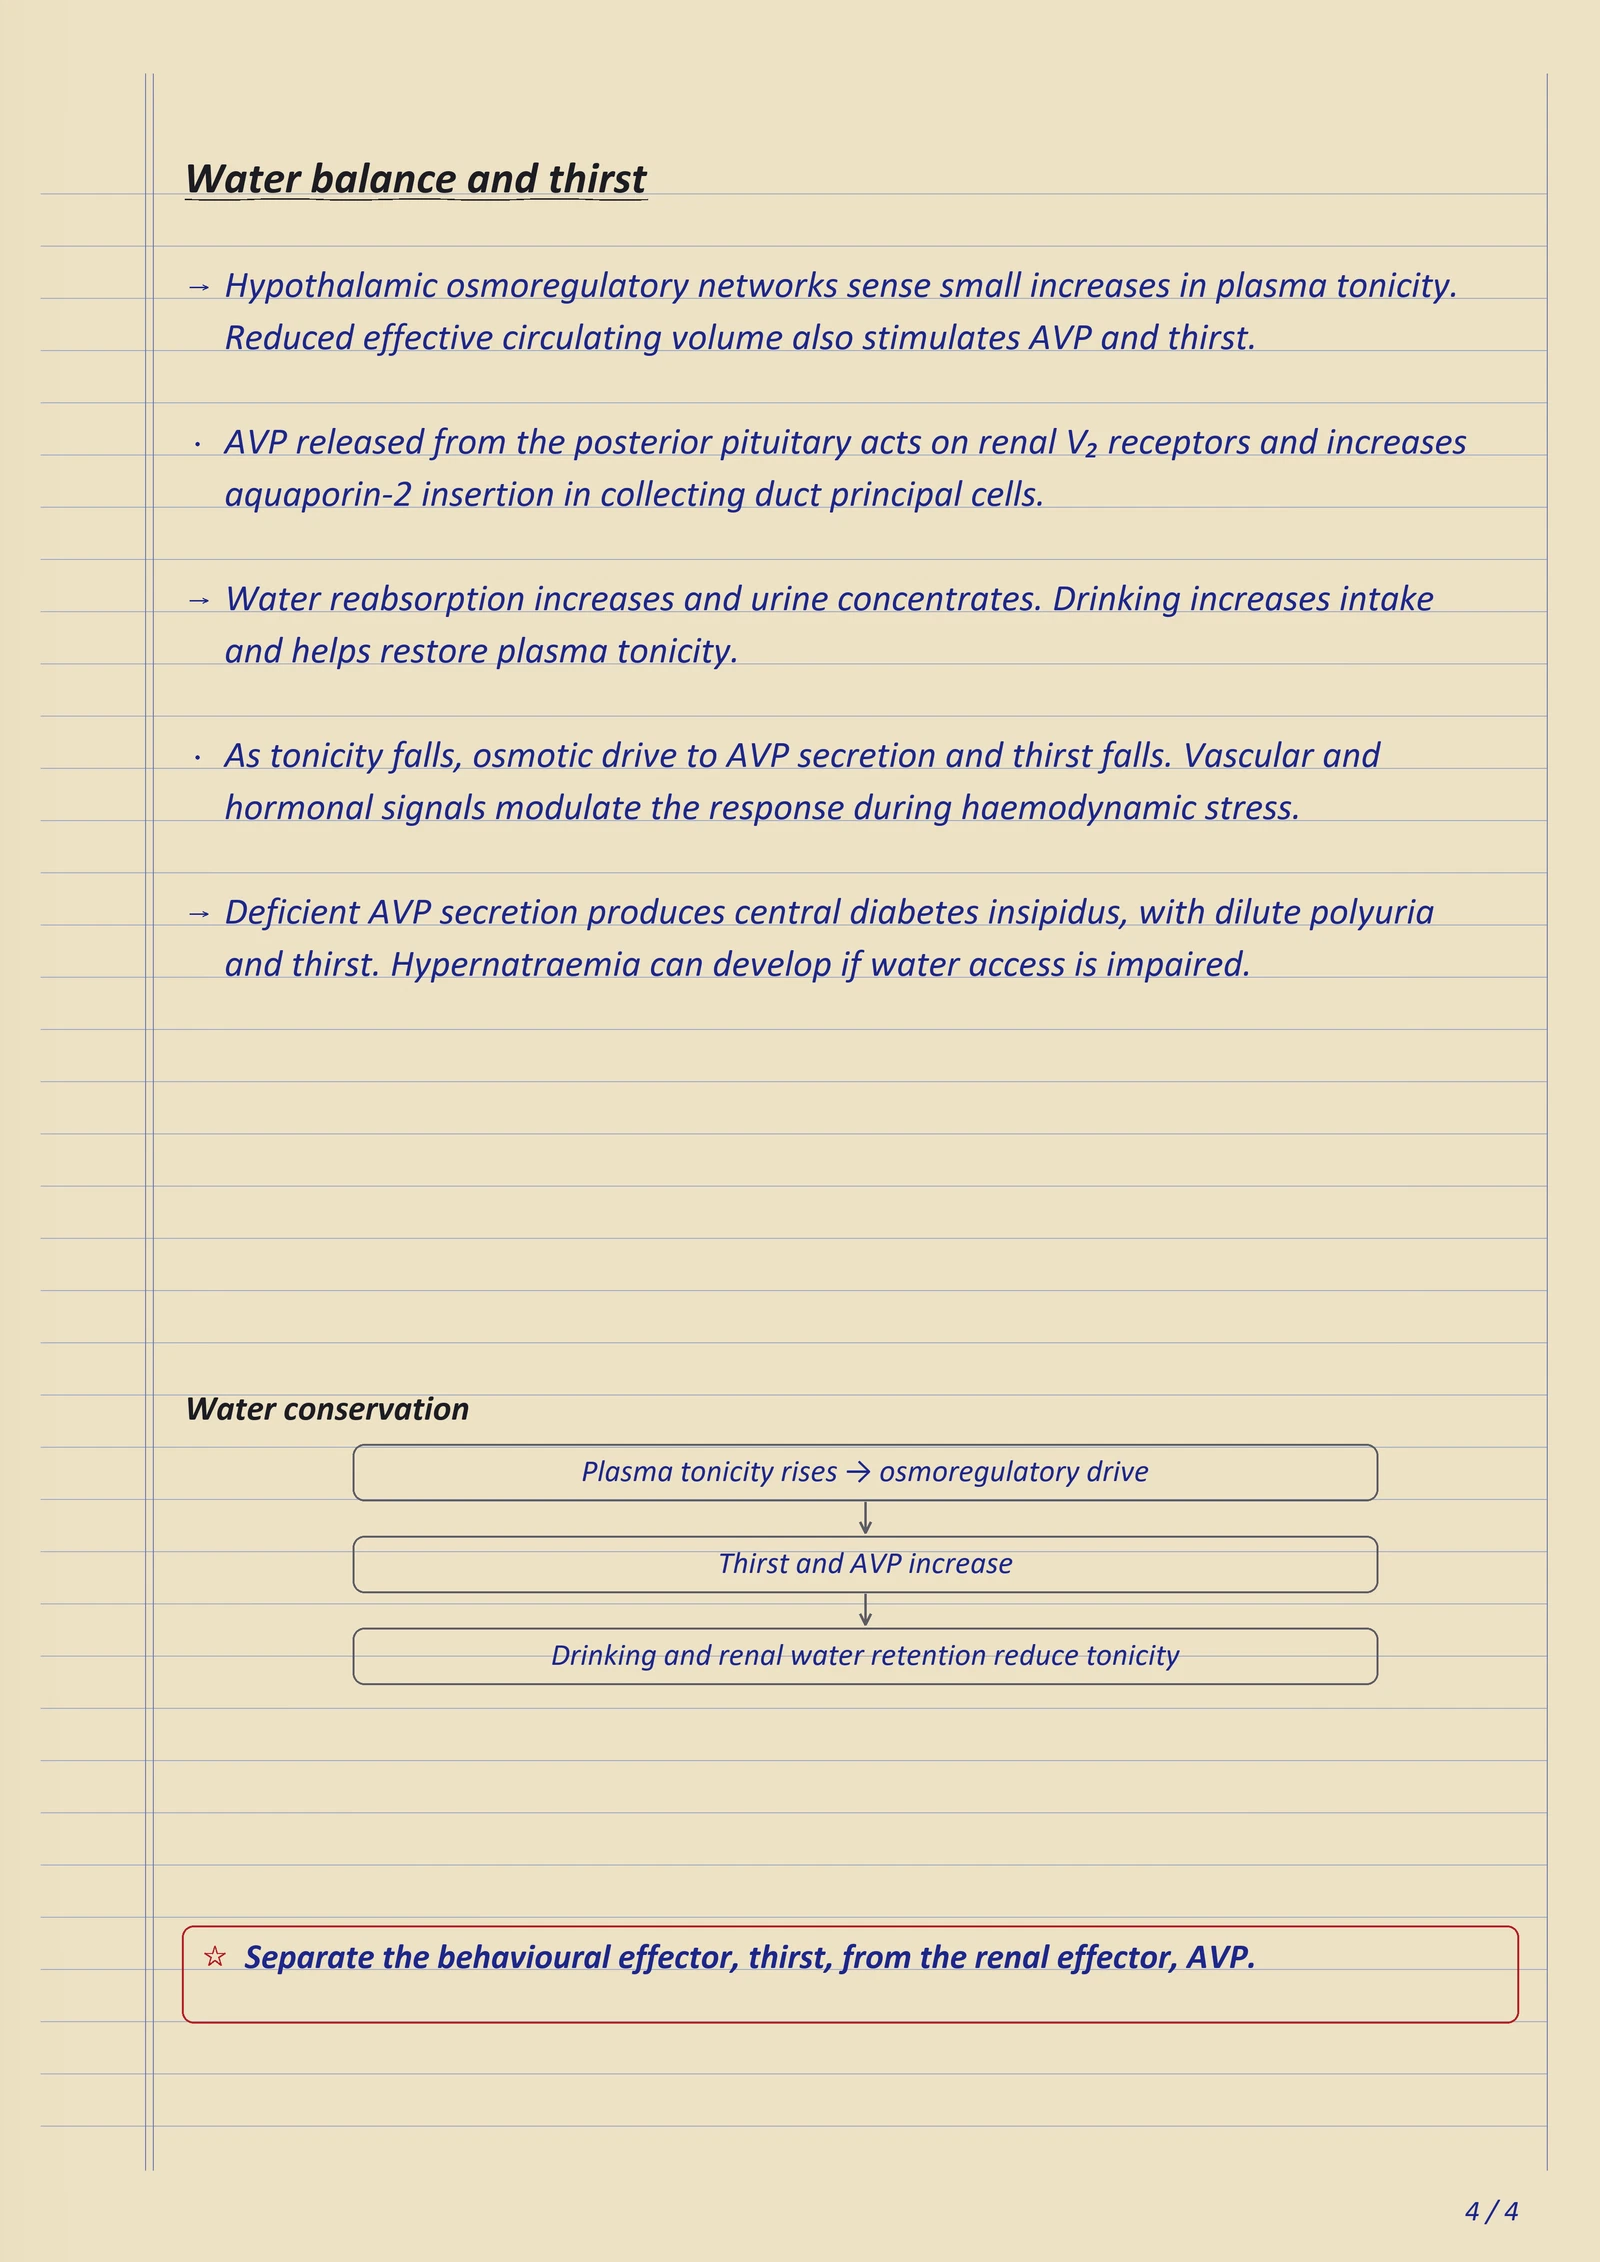 Water balance and thirst
→ Hypothalamic osmoregulatory networks sense small increases in plasma tonicity.
Reduced effective circulating volume also stimulates AVP and thirst.
· AVP released from the posterior pituitary acts on renal V₂ receptors and increases
aquaporin-2 insertion in collecting duct principal cells.
→ Water reabsorption increases and urine concentrates. Drinking increases intake
and helps restore plasma tonicity.
· As tonicity falls, osmotic drive to AVP secretion and thirst falls. Vascular and
hormonal signals modulate the response during haemodynamic stress.
→ Deficient AVP secretion produces central diabetes insipidus, with dilute polyuria
and thirst. Hypernatraemia can develop if water access is impaired.
Water conservation
Plasma tonicity rises → osmoregulatory drive
Thirst and AVP increase
Drinking and renal water retention reduce tonicity
☆ Separate the behavioural effector, thirst, from the renal effector, AVP.
4 / 4